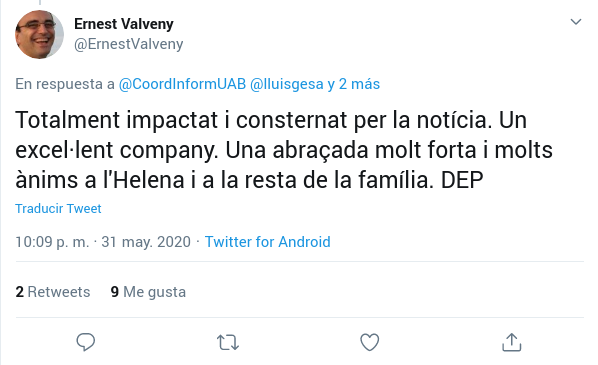 Ernest Valveny
@ErnestValveny
En respuesta a @CoordInformUAB @lluisgesa y 2 más
Totalment impactat i consternat per la notícia. Un
excel·lent company. Una abraçada molt forta i molts
ànims a l'Helena i a la resta de la família. DEP
Traducir Tweet
10:09 p. m. · 31 may. 2020 · Twitter for Android
2 Retweets 9 Me gusta